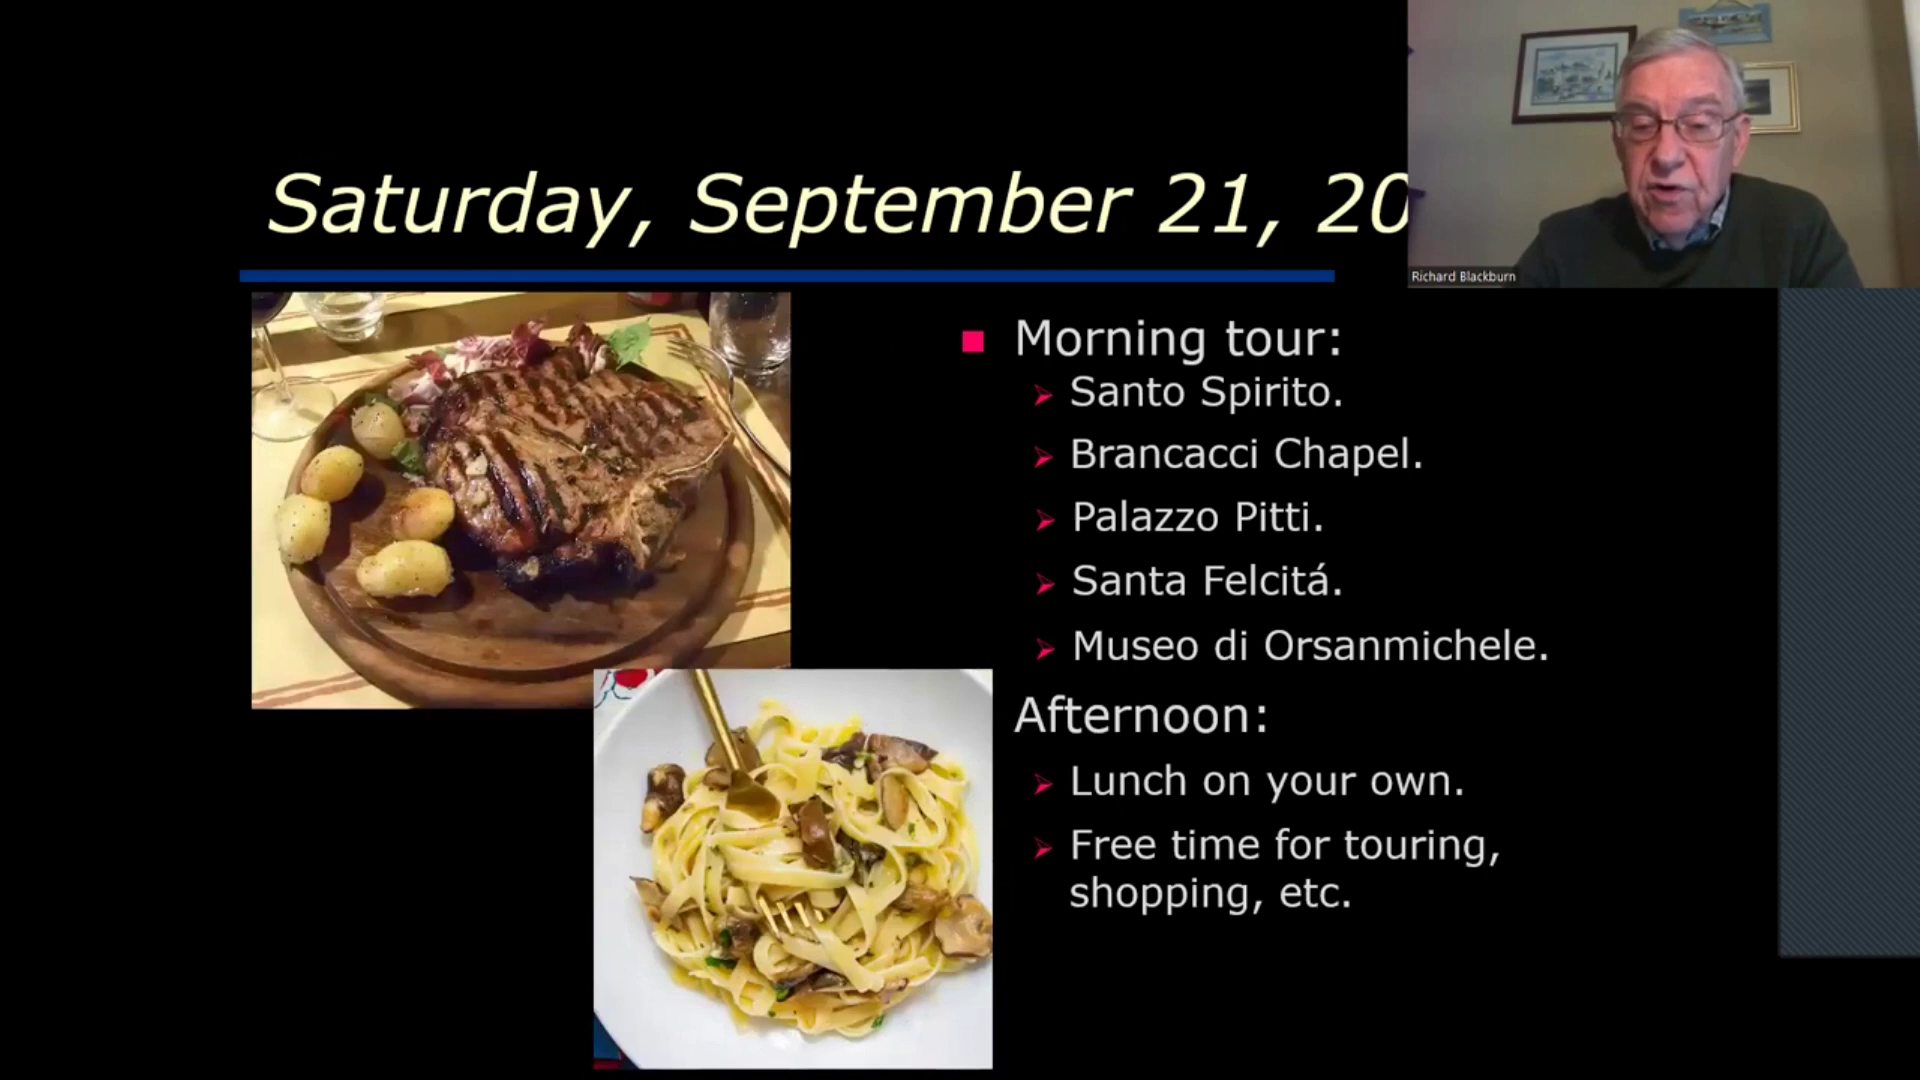 Saturday, September 21, 20
Richard Blackburn
Morning tour:
Santo Spirito.
Brancacci Chapel.
Palazzo Pitti.
Santa Felcitá.
Museo di Orsanmichele.
Afternoon:
Lunch on your own.
Free time for touring,
shopping, etc.